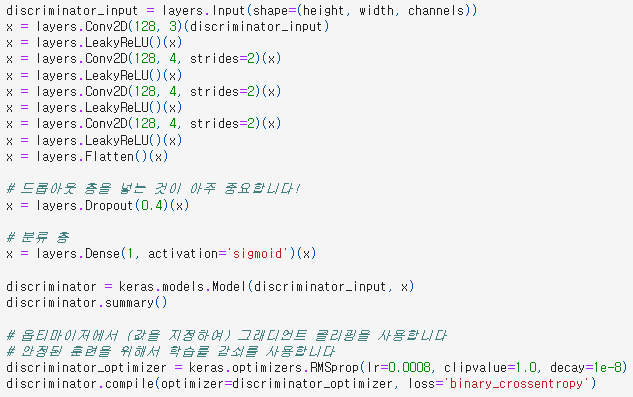 discriminator_input = layers.Input(shape=(height, width, channels))
x = layers.Conv2D(128, 3)(discriminator_input)
x = layers.LeakyReLU()(x)
x = layers.Conv2D(128, 4, strides=2)(x)
x = layers.LeakyReLU()(x)
x = layers.Conv2D(128, 4, strides=2)(x)
x = layers.LeakyReLU()(x)
x = layers.Conv2D(128, 4, strides=2)(x)
x = layers.LeakyReLU()(x)
x = layers.Flatten()(x)
# 드롭아웃 층을 넣는 것이 아주 중요합니다!
x = layers.Dropout(0.4)(x)
# 분류 층
x = layers.Dense(1, activation='sigmoid')(x)
discriminator = keras.models.Model(discriminator_input, x)
discriminator.summary()
# 옵티마이저에서 (값을 지정하여) 그래디언트 클리핑을 사용합니다
# 안정된 훈련을 위해서 학습률 감쇠를 사용합니다
discriminator_optimizer = keras.optimizers.RMSprop(lr=0.0008, clipvalue=1.0, decay=1e-8)
discriminator.compile(optimizer=discriminator_optimizer, loss='binary_crossentropy')